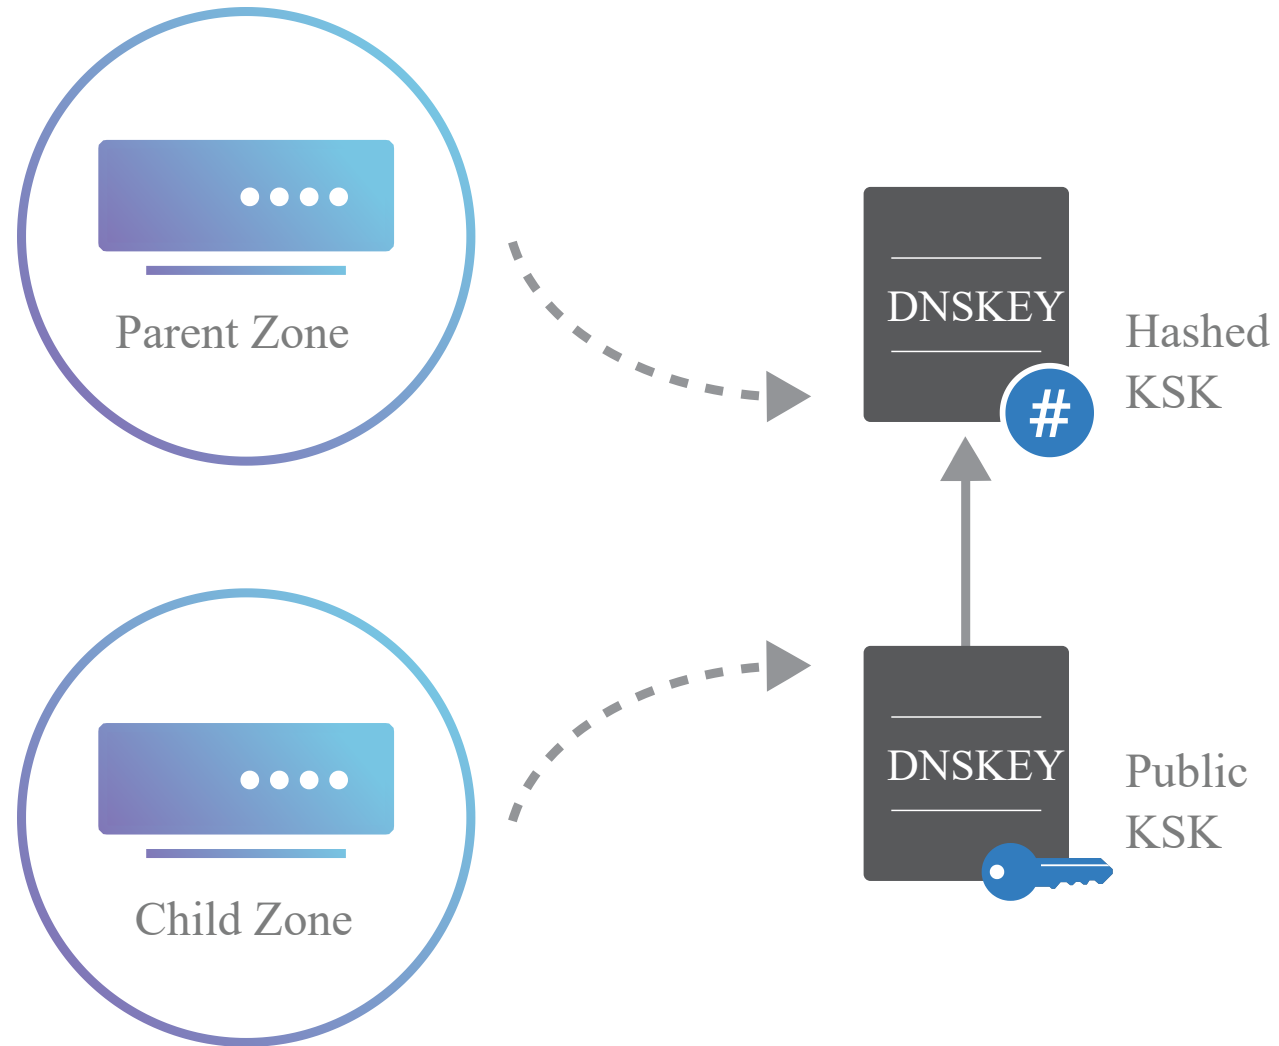 Parent Zone
DNSKEY
#
Hashed
KSK
Child Zone
DNSKEY
Public
KSK